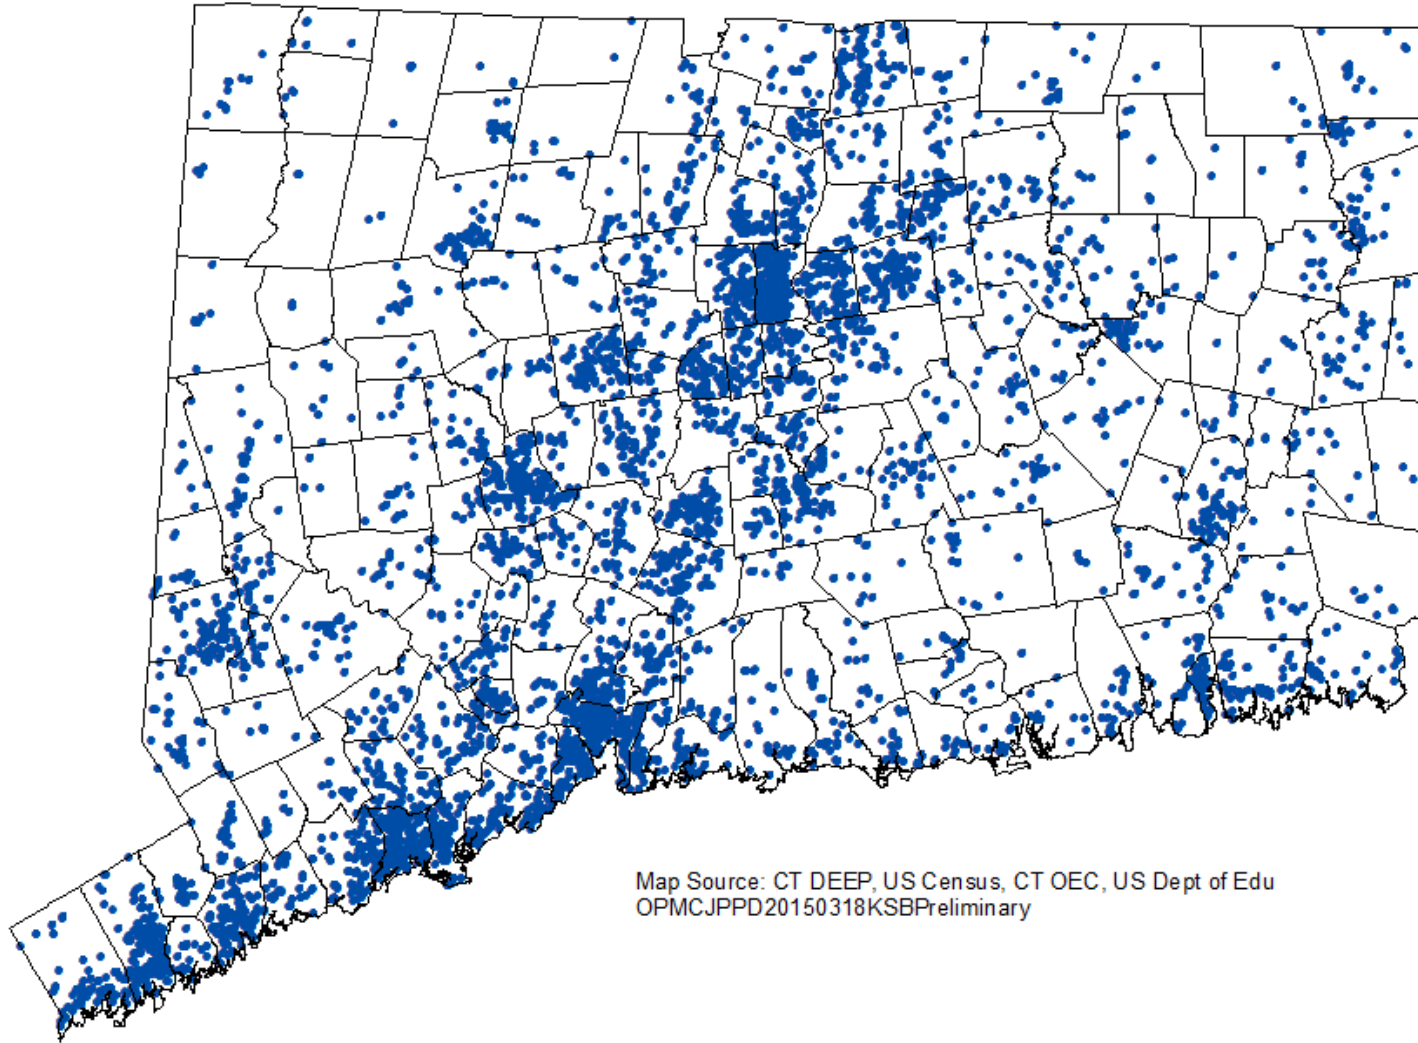 Map Source: CT DEEP, US Census, CT OEC, US Dept of Edu
OPMCJPPD20150318KSBPreliminary